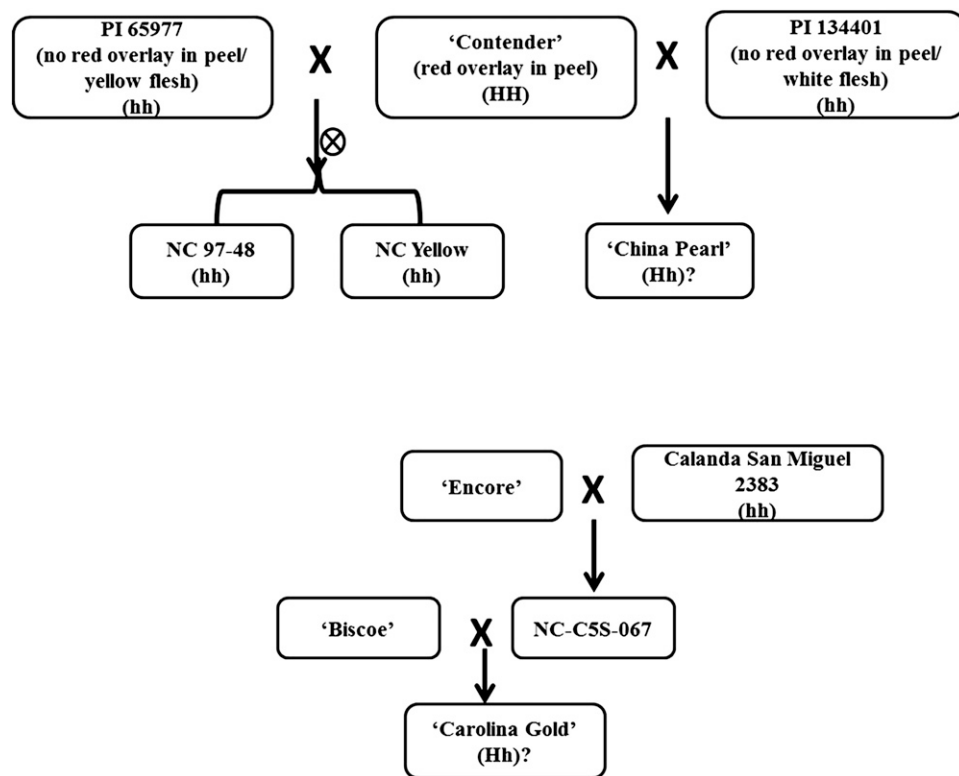 PI 65977
(no red overlay in peel/
yellow flesh)
(hh)
X
‘Contender’
(red overlay in peel)
(HH)
X
PI 134401
(no red overlay in peel/
white flesh)
(hh)
NC 97-48
(hh)
NC Yellow
(hh)
‘China Pearl’
(Hh)?
‘Encore’
X
Calanda San Miguel
2383
(hh)
‘Biscoe’
X
NC-C5S-067
‘Carolina Gold’
(Hh)?